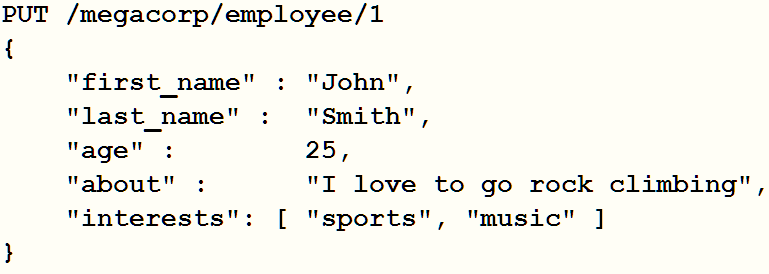 PUT /megacorp/employee/1
{
    "first_name" : "John",
    "last_name" :  "Smith",
    "age" :        25,
    "about" :      "I love to go rock climbing",
    "interests": [ "sports", "music" ]
}